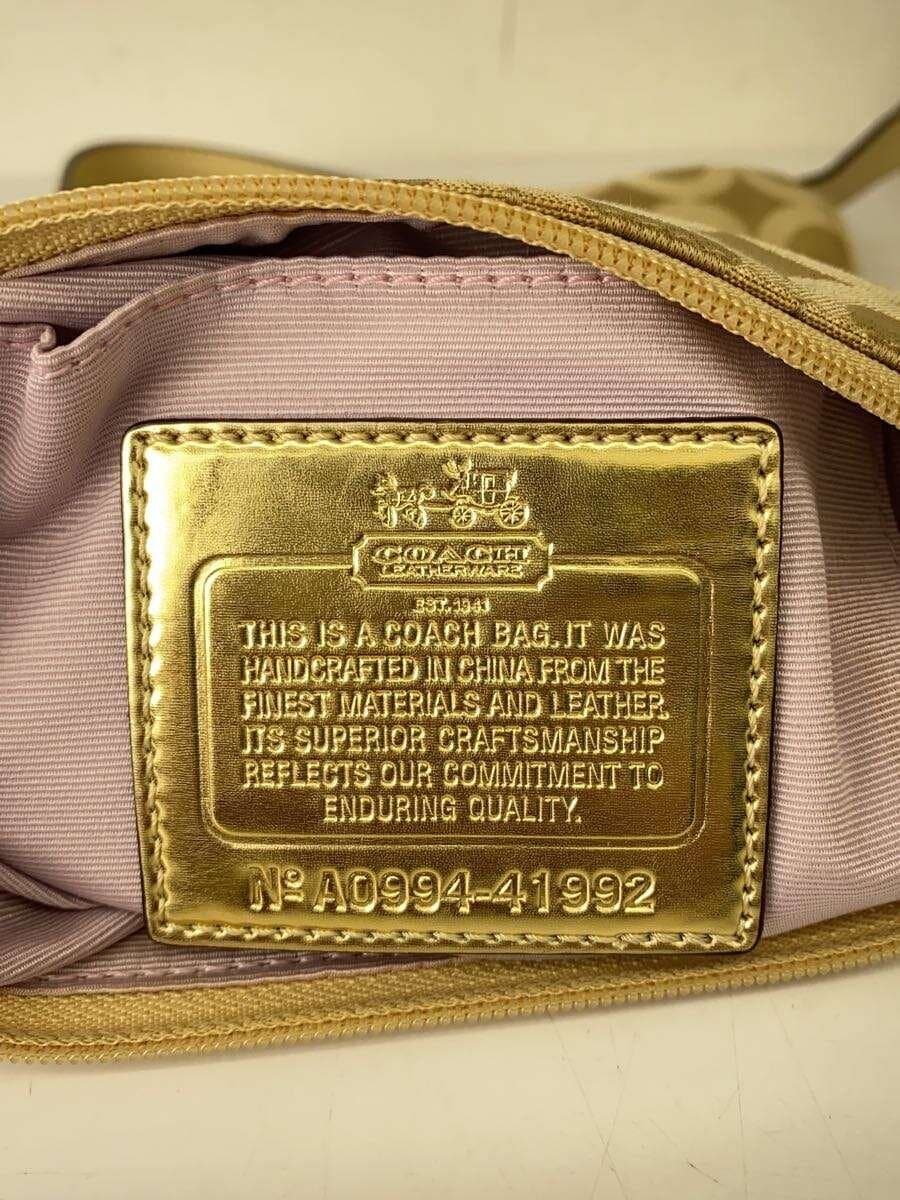 COACH
LEATHERWARE
EST. 1941
THIS IS A COACH BAG. IT WAS
HANDCRAFTED IN CHINA FROM THE
FINEST MATERIALS AND LEATHER.
ITS SUPERIOR CRAFTSMANSHIP
REFLECTS OUR COMMITMENT TO
ENDURING QUALITY.
Nº A0994-41992